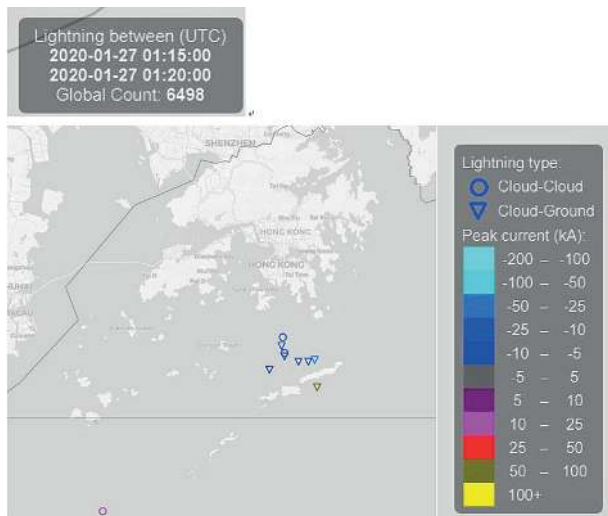 Lightning between (UTC)
2020-01-27 01:15:00
2020-01-27 01:20:00
Global Count: 6498
SHENZHEN
HONG KONG
HONG KONG
Lightning type:
Cloud-Cloud
Cloud-Ground
Peak current (kA):
-200 – -100
-100 – -50
-50 – -25
-25 – -10
-10 – -5
-5 – 5
5 – 10
10 – 25
25 – 50
50 – 100
100+